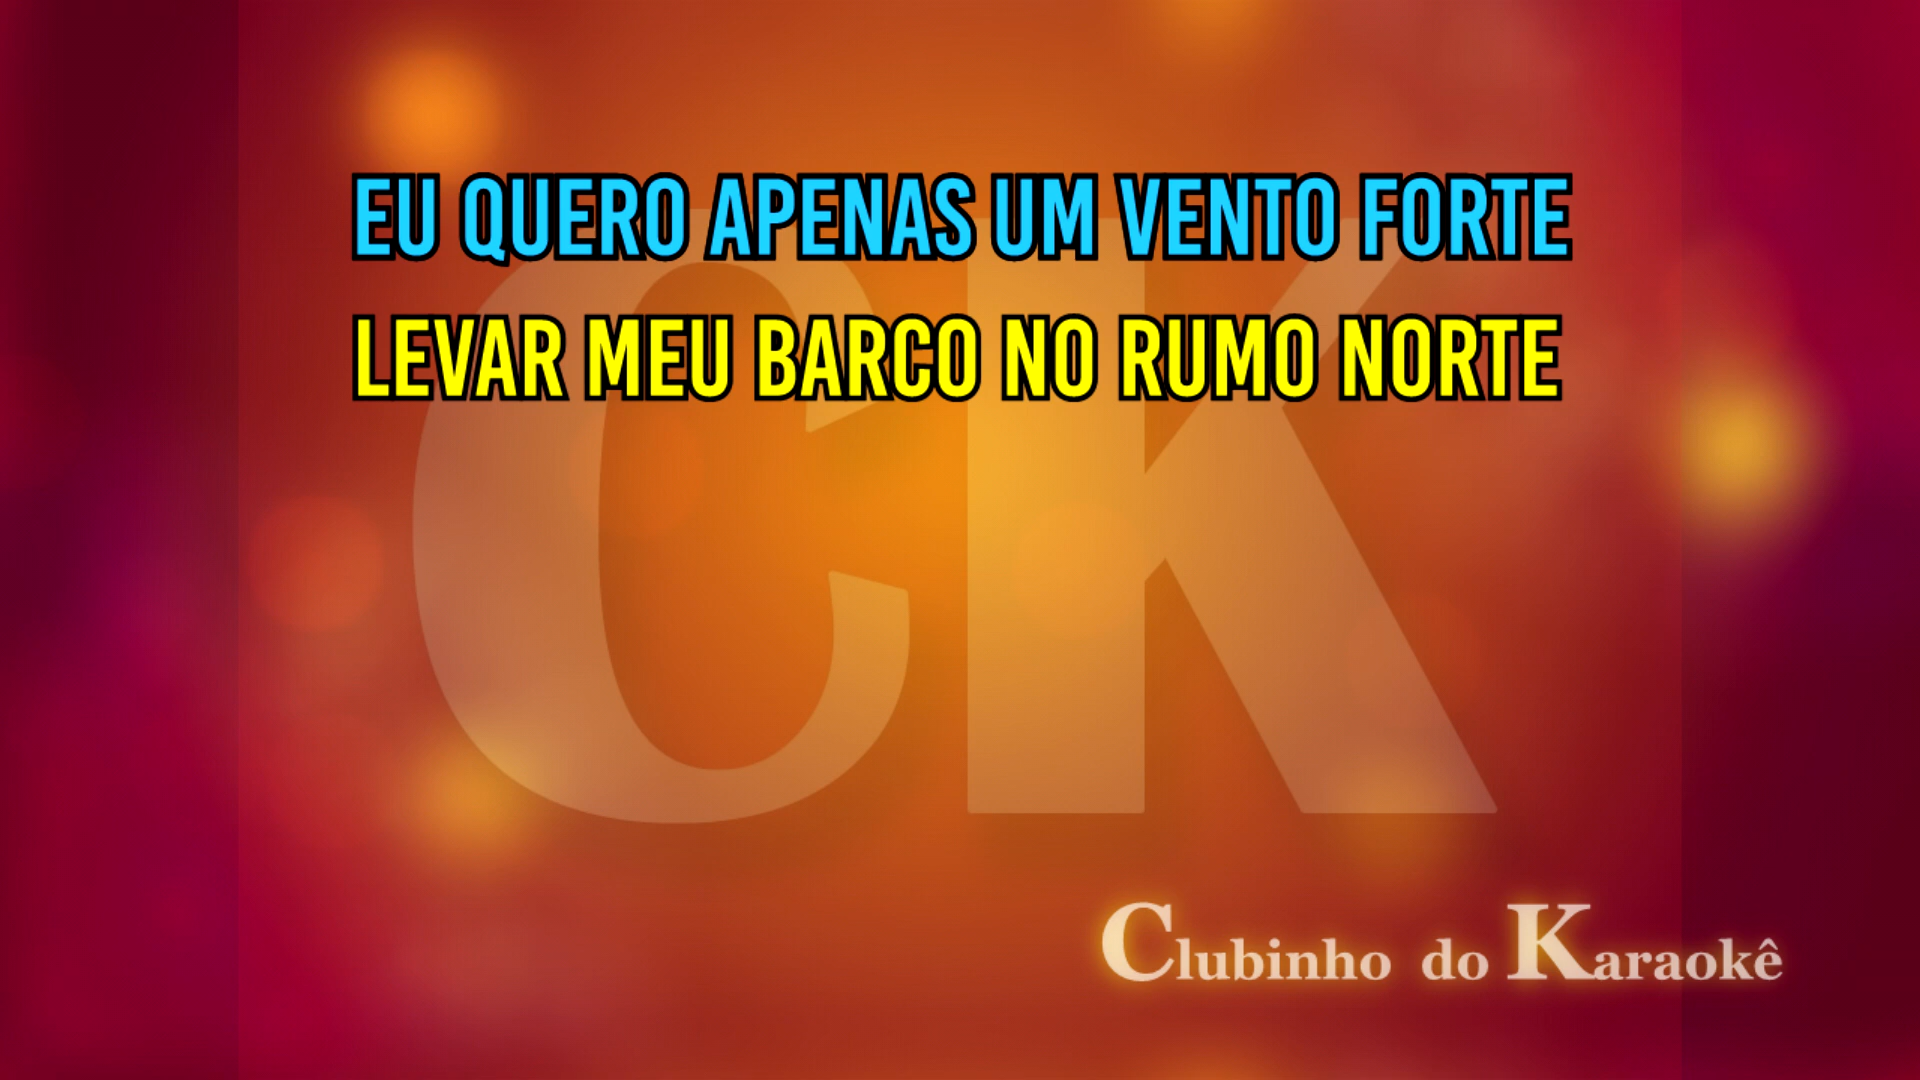 EU QUERO APENAS UM VENTO FORTE
LEVAR MEU BARCO NO RUMO NORTE
CK
Clubinho do Karaokê